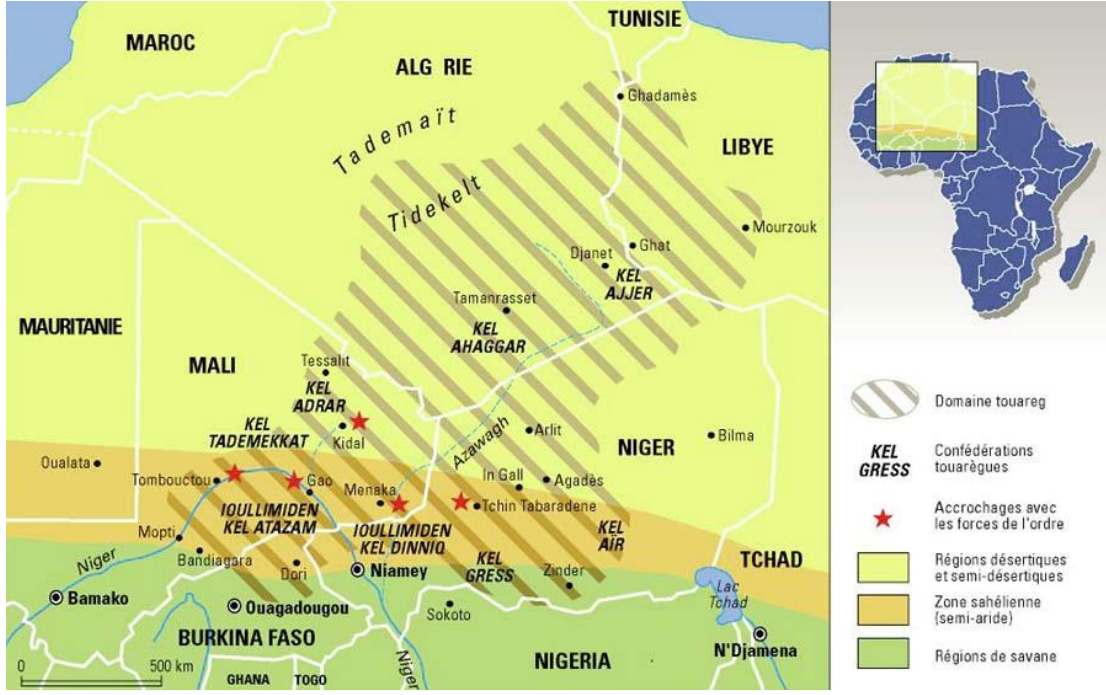 TUNISIE
MAROC
ALG RIE
Ghadamès
Tademaït
LIBYE
Tidekelt
Mourzouk
Ghat
Djanet
KEL
AJJER
Tamanrasset
KEL
AHAGGAR
MAURITANIE
MALI
Tessalit
KEL
ADRAR
KEL
TADEMEKKAT
Kidal
Azawagh
Arlit
NIGER
Bilma
Oualata
Tombouctou
Gao
Menaka
In Gall
Agadès
Tchin Tabaradene
IOULLIMIDEN
KEL ATAZAM
IOULLIMIDEN
KEL DINNIQ
KEL
AÏR
Mopti
Niger
Bandiagara
Dori
Niamey
KEL
GRESS
Zinder
TCHAD
Lac
Tchad
Bamako
Ouagadougou
Sokoto
BURKINA FASO
Niger
NIGERIA
N'Djamena
0
500 km
GHANA
TOGO
Domaine touareg
KEL
GRESS
Confédérations
touarègues
Accrochages avec
les forces de l'ordre
Régions désertiques
et semi-désertiques
Zone sahélienne
(semi-aride)
Régions de savane